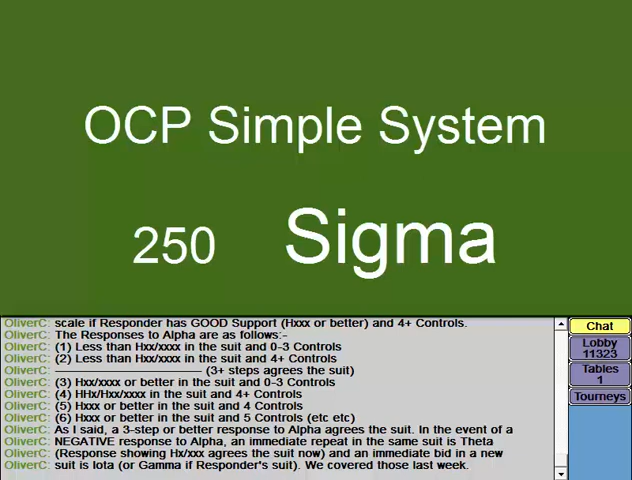 OCP Simple System
250 Sigma
OliverC: scale if Responder has GOOD Support (Hxxx or better) and 4+ Controls.
OliverC: The Responses to Alpha are as follows:-
OliverC: (1) Less than Hxx/xxxx in the suit and 0-3 Controls
OliverC: (2) Less than Hxx/xxxx in the suit and 4+ Controls
OliverC: ------------------------------ (3+ steps agrees the suit)
OliverC: (3) Hxx/xxxx or better in the suit and 0-3 Controls
OliverC: (4) HHx/Hxx/xxxx in the suit and 4+ Controls
OliverC: (5) Hxxx or better in the suit and 4 Controls
OliverC: (6) Hxxx or better in the suit and 5 Controls (etc etc)
OliverC: As I said, a 3-step or better response to Alpha agrees the suit. In the event of a
OliverC: NEGATIVE response to Alpha, an immediate repeat in the same suit is Theta
OliverC: (Response showing Hx/xxx agrees the suit now) and an immediate bid in a new
OliverC: suit is Iota (or Gamma if Responder's suit). We covered those last week.
Chat
Lobby
11323
Tables
1
Tourneys